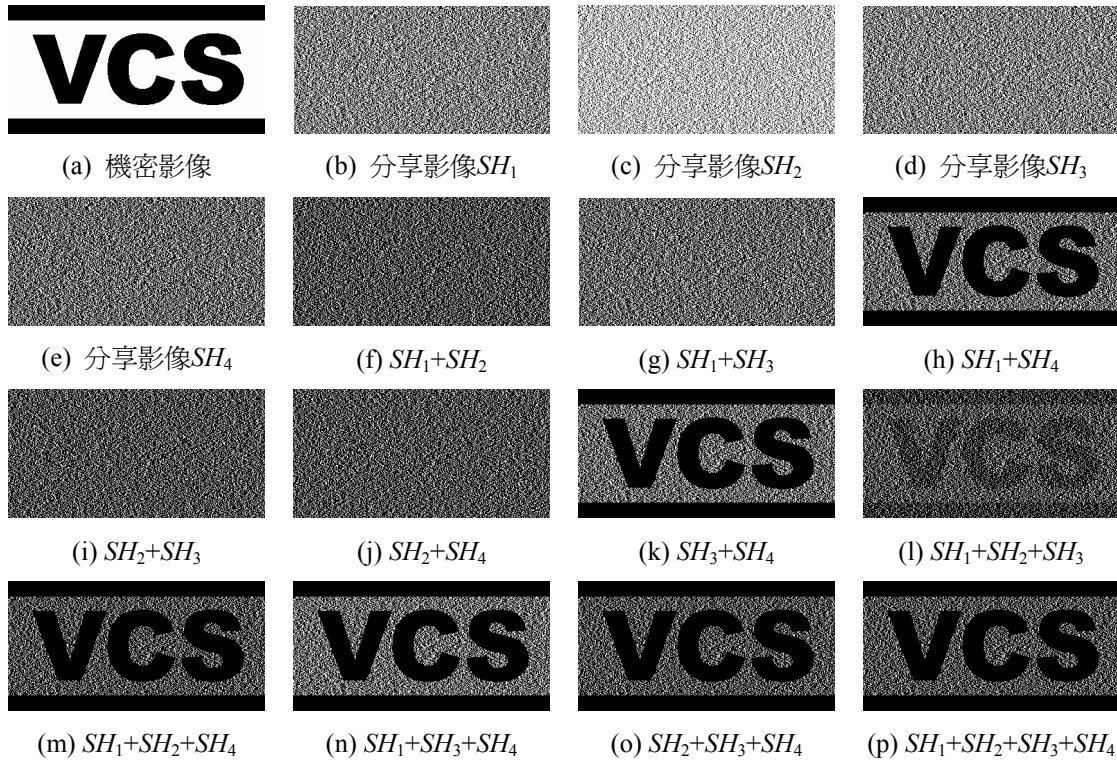 VCS
(a) 機密影像 (b) 分享影像SH₁ (c) 分享影像SH₂ (d) 分享影像SH₃
VCS
(e) 分享影像SH₄ (f) SH₁+SH₂ (g) SH₁+SH₃ (h) SH₁+SH₄
VCS VCS
(i) SH₂+SH₃ (j) SH₂+SH₄ (k) SH₃+SH₄ (l) SH₁+SH₂+SH₃
VCS VCS VCS VCS
(m) SH₁+SH₂+SH₄ (n) SH₁+SH₃+SH₄ (o) SH₂+SH₃+SH₄ (p) SH₁+SH₂+SH₃+SH₄